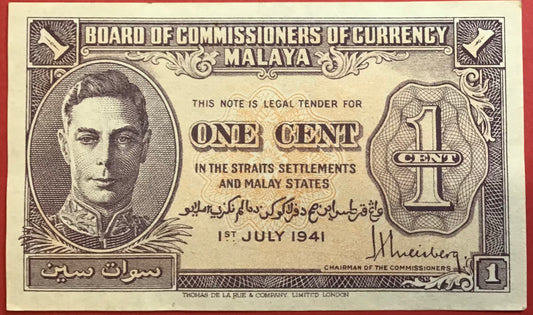 1
1
BOARD OF COMMISSIONERS OF CURRENCY
MALAYA
THIS NOTE IS LEGAL TENDER FOR
ONE CENT
1
CENT
IN THE STRAITS SETTLEMENTS
AND MALAY STATES
1ST JULY 1941
CHAIRMAN OF THE COMMISSIONERS
سوات سين
1
THOMAS DE LA RUE & COMPANY, LIMITED LONDON